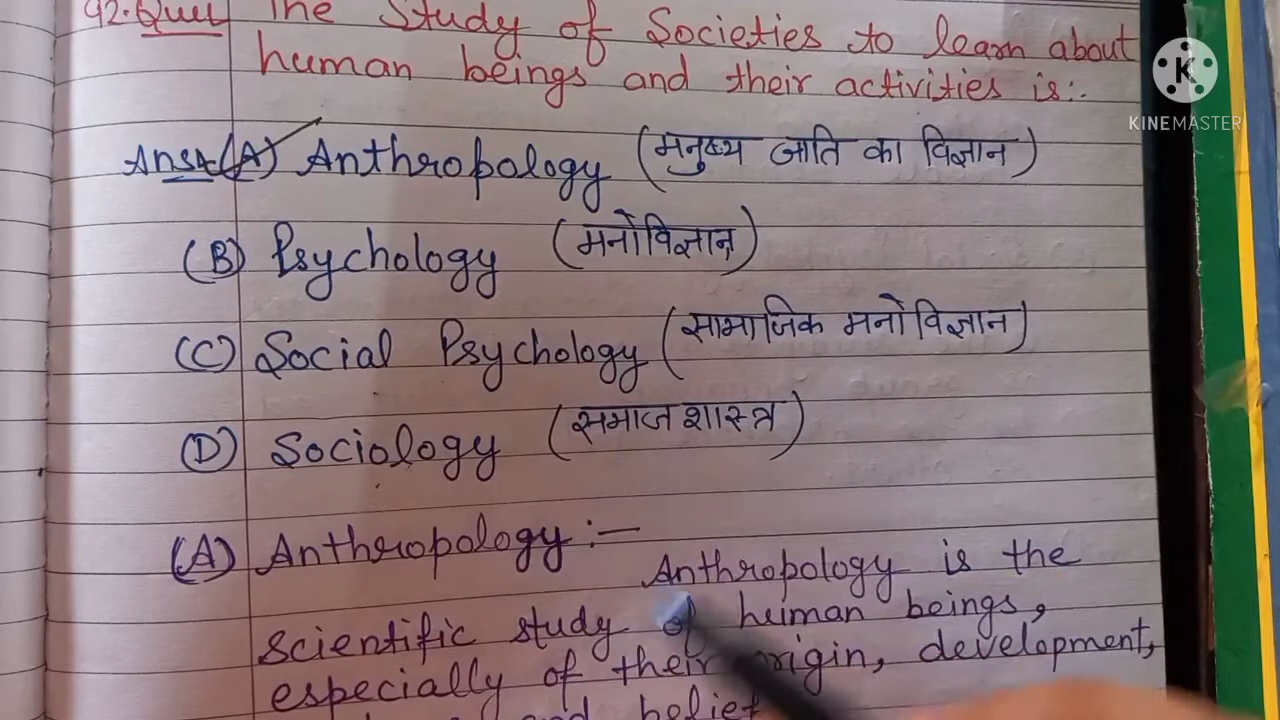 92. Ques The Study of Societies to learn about
human beings and their activities is:-
K
KINEMASTER
Ans: (A) Anthropology (मनुष्य जाति का विज्ञान)
(B) Psychology (मनोविज्ञान)
(C) Social Psychology (सामाजिक मनोविज्ञान)
(D) Sociology (समाजशास्त्र)
(A) Anthropology :—
Anthropology is the
scientific study of human beings,
especially of their origin, development,
and belief